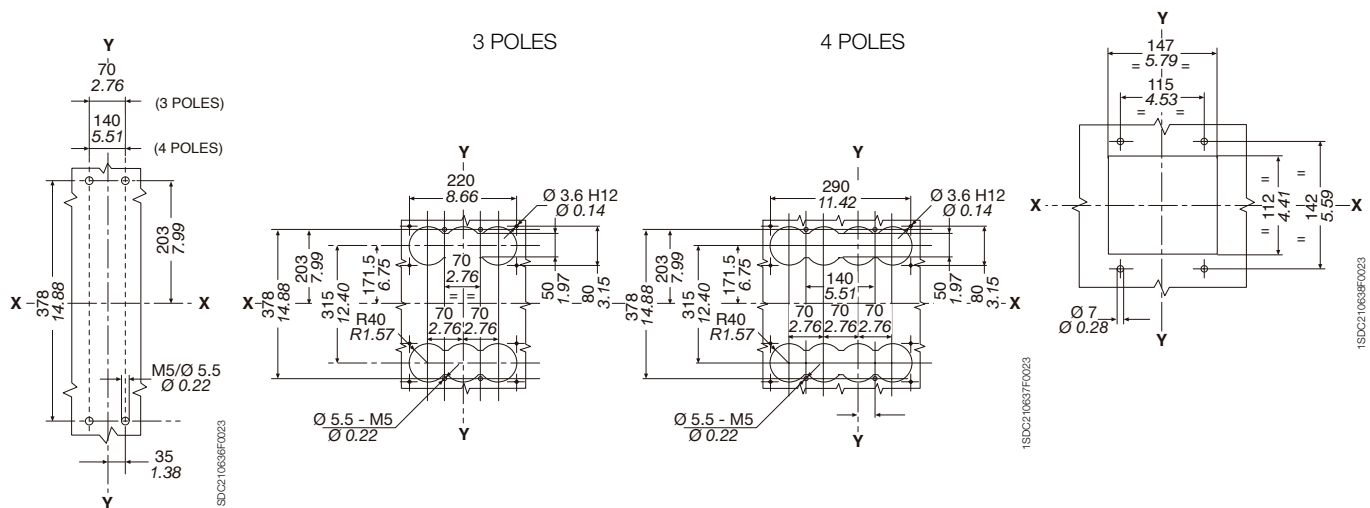 Y
70
2.76
(3 POLES)
140
5.51
(4 POLES)
203
7.99
X
X
378
14.88
M5/Ø 5.5
Ø 0.22
35
1.38
Y
SDC210636F0023
3 POLES
Y
220
8.66
Ø 3.6 H12
Ø 0.14
203
7.99
171.5
6.75
70
2.76
= =
50
1.97
80
3.15
X
378
14.88
315
12.40
R40
R1.57
70 70
2.76 2.76
Ø 5.5 - M5
Ø 0.22
Y
4 POLES
Y
290
11.42
Ø 3.6 H12
Ø 0.14
203
7.99
171.5
6.75
140
5.51
50
1.97
80
3.15
X
X
378
14.88
315
12.40
R40
R1.57
70 70 70
2.76 2.76 2.76
Ø 5.5 - M5
Ø 0.22
Y
1SDC210637F0023
Y
147
= 5.79 =
115
4.53
= =
X
X
= 112 =
4.41
= 142 =
5.59
Ø 7
Ø 0.28
Y
1SDC210638F0023